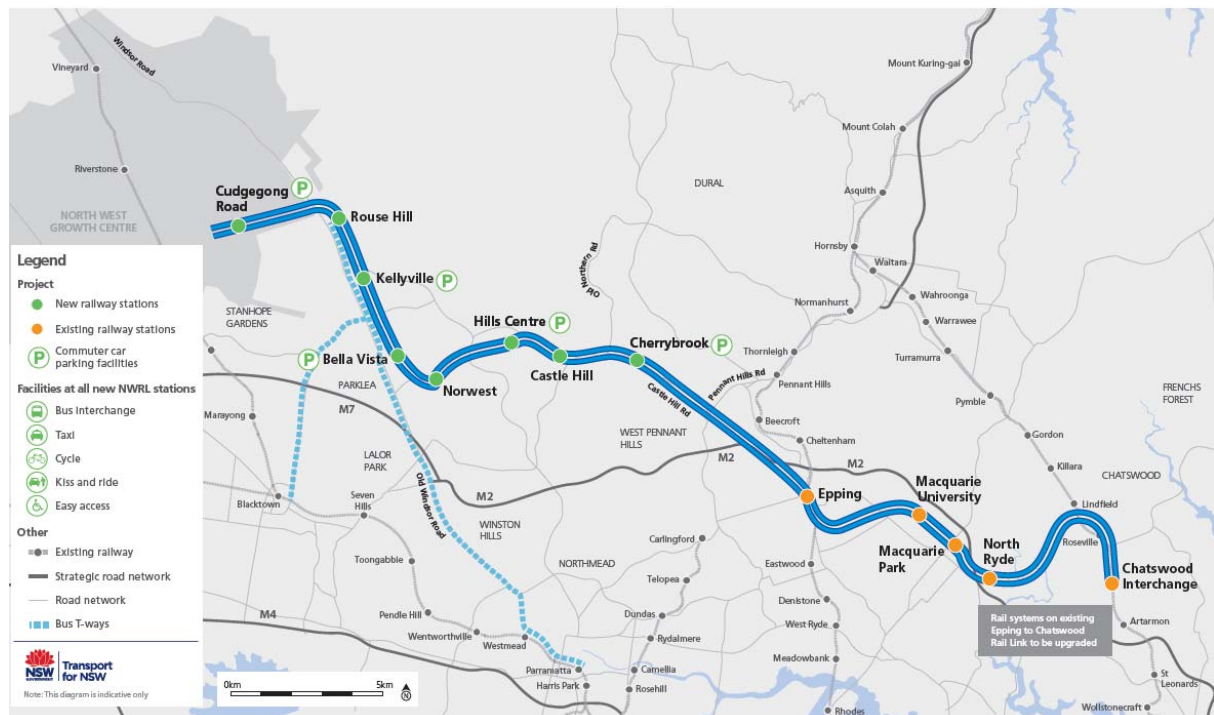 Vineyard
Windsor Road
Riverstone
NORTH WEST
GROWTH CENTRE
Cudgegong
Road
P
Rouse Hill
Kellyville
P
STANHOPE
GARDENS
P
Bella Vista
PARKLEA
Norwest
Hills Centre
P
Castle Hill
Cherrybrook
P
Castle Hill Rd
Pennant Hills Rd
Old Northern Rd
DURAL
Mount Kuring-gai
Mount Colah
Asquith
Hornsby
Waitara
Normanhurst
Wahroonga
Warrawee
Thornleigh
Turramurra
Pennant Hills
Pymble
FRENCHS
FOREST
Beecroft
Gordon
Cheltenham
Killara
CHATSWOOD
WEST PENNANT
HILLS
M2
M2
Macquarie
University
Epping
Lindfield
Roseville
Macquarie
Park
North
Ryde
Chatswood
Interchange
Rail systems on existing
Epping to Chatswood
Rail Link to be upgraded
Artarmon
St
Leonards
Wollstonecraft
Marayong
M7
LALOR
PARK
M2
Blacktown
Seven
Hills
Old Windsor Road
WINSTON
HILLS
Toongabbie
NORTHMEAD
Carlingford
Eastwood
Telopea
Pendle Hill
Dundas
Denistone
M4
Wentworthville
Westmead
Rydalmere
West Ryde
Parramatta
Camellia
Meadowbank
Harris Park
Rosehill
Rhodes
Legend
Project
New railway stations
Existing railway stations
P
Commuter car
parking facilities
Facilities at all new NWRL stations
Bus Interchange
Taxi
Cycle
Kiss and ride
Easy access
Other
Existing railway
Strategic road network
Road network
Bus T-ways
NSW
GOVERNMENT
Transport
for NSW
Note: This diagram is indicative only
0km
5km
N